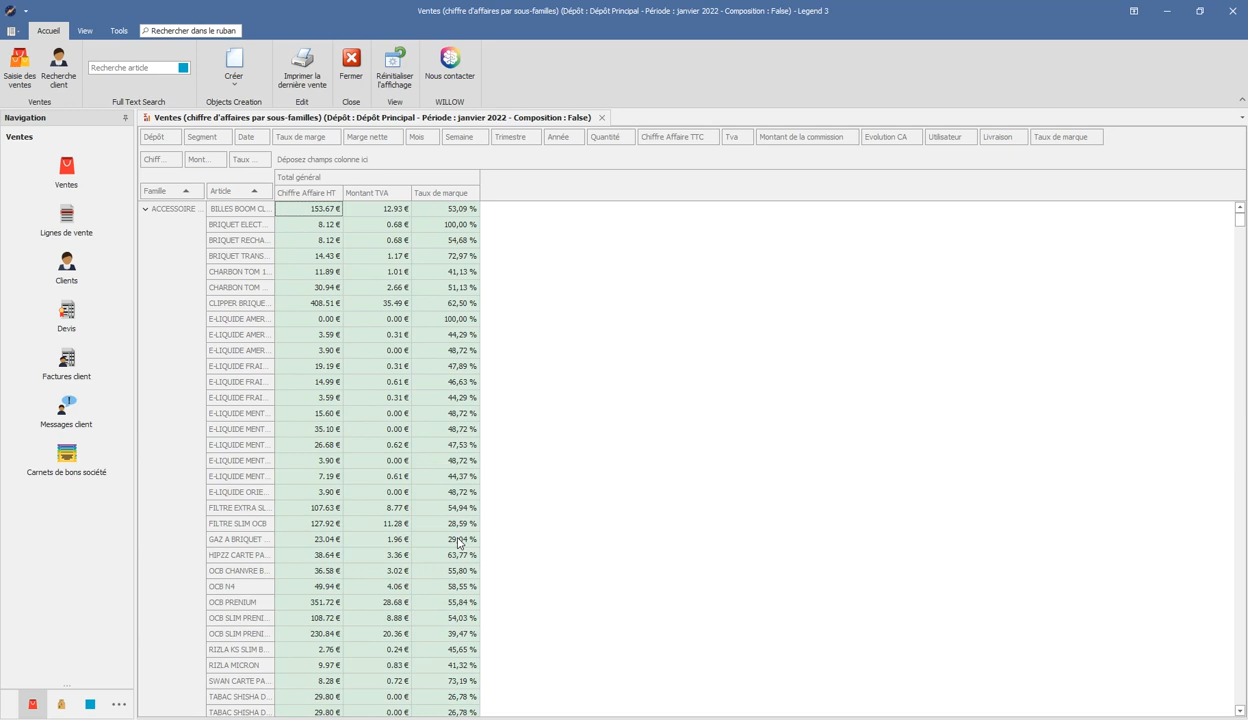 Ventes (chiffre d'affaires par sous-familles) (Dépôt : Dépôt Principal - Période : janvier 2022 - Composition : False) - Legend 3
Accueil View Tools Rechercher dans le ruban
Saisie des ventes
Recherche client
Recherche article
Créer
Imprimer la dernière vente
Fermer
Réinitialiser l'affichage
Nous contacter
Ventes Full Text Search Objects Creation Edit Close View WILLOW
Navigation
Ventes (chiffre d'affaires par sous-familles) (Dépôt : Dépôt Principal - Période : janvier 2022 - Composition : False)
Ventes
Ventes
Lignes de vente
Clients
Devis
Factures client
Messages client
Carnets de bons société
Dépôt Segment Date Taux de marge Marge nette Mois Semaine Trimestre Année Quantité Chiffre Affaire TTC Tva Montant de la commission Evolution CA Utilisateur Livraison Taux de marque
Chiff... Mont... Taux ... Déposez champs colonne ici
Total général
Famille Article Chiffre Affaire HT Montant TVA Taux de marque
ACCESSOIRE ... BILLES BOOM CL... 153.67 € 12.93 € 53,09 %
BRIQUET ELECT... 8.12 € 0.68 € 100,00 %
BRIQUET RECHA... 8.12 € 0.68 € 54,68 %
BRIQUET TRANS... 14.43 € 1.17 € 72,97 %
CHARBON TOM 1... 11.89 € 1.01 € 41,13 %
CHARBON TOM ... 30.94 € 2.66 € 51,13 %
CLIPPER BRIQUE... 408.51 € 35.49 € 62,50 %
E-LIQUIDE AMER... 0.00 € 0.00 € 100,00 %
E-LIQUIDE AMER... 3.59 € 0.31 € 44,29 %
E-LIQUIDE AMER... 3.90 € 0.00 € 48,72 %
E-LIQUIDE FRAI... 19.19 € 0.31 € 47,89 %
E-LIQUIDE FRAI... 14.99 € 0.61 € 46,63 %
E-LIQUIDE FRAI... 3.59 € 0.31 € 44,29 %
E-LIQUIDE MENT... 15.60 € 0.00 € 48,72 %
E-LIQUIDE MENT... 35.10 € 0.00 € 48,72 %
E-LIQUIDE MENT... 26.68 € 0.62 € 47,53 %
E-LIQUIDE MENT... 3.90 € 0.00 € 48,72 %
E-LIQUIDE MENT... 7.19 € 0.61 € 44,37 %
E-LIQUIDE ORIE... 3.90 € 0.00 € 48,72 %
FILTRE EXTRA SL... 107.63 € 8.77 € 54,94 %
FILTRE SLIM OCB 127.92 € 11.28 € 28,59 %
GAZ A BRIQUET ... 23.04 € 1.96 € %
HIPZZ CARTE PA... 38.64 € 3.36 € 63,77 %
OCB CHANVRE B... 36.58 € 3.02 € 55,80 %
OCB N4 49.94 € 4.06 € 58,55 %
OCB PRENIUM 351.72 € 28.68 € 55,84 %
OCB SLIM PRENI... 108.72 € 8.88 € 54,03 %
OCB SLIM PRENI... 230.84 € 20.36 € 39,47 %
RIZLA KS SLIM B... 2.76 € 0.24 € 45,65 %
RIZLA MICRON 9.97 € 0.83 € 41,32 %
SWAN CARTE PA... 8.28 € 0.72 € 73,19 %
TABAC SHISHA D... 29.80 € 0.00 € 26,78 %
TABAC SHISHA D... 29.80 € 0.00 € 26,78 %